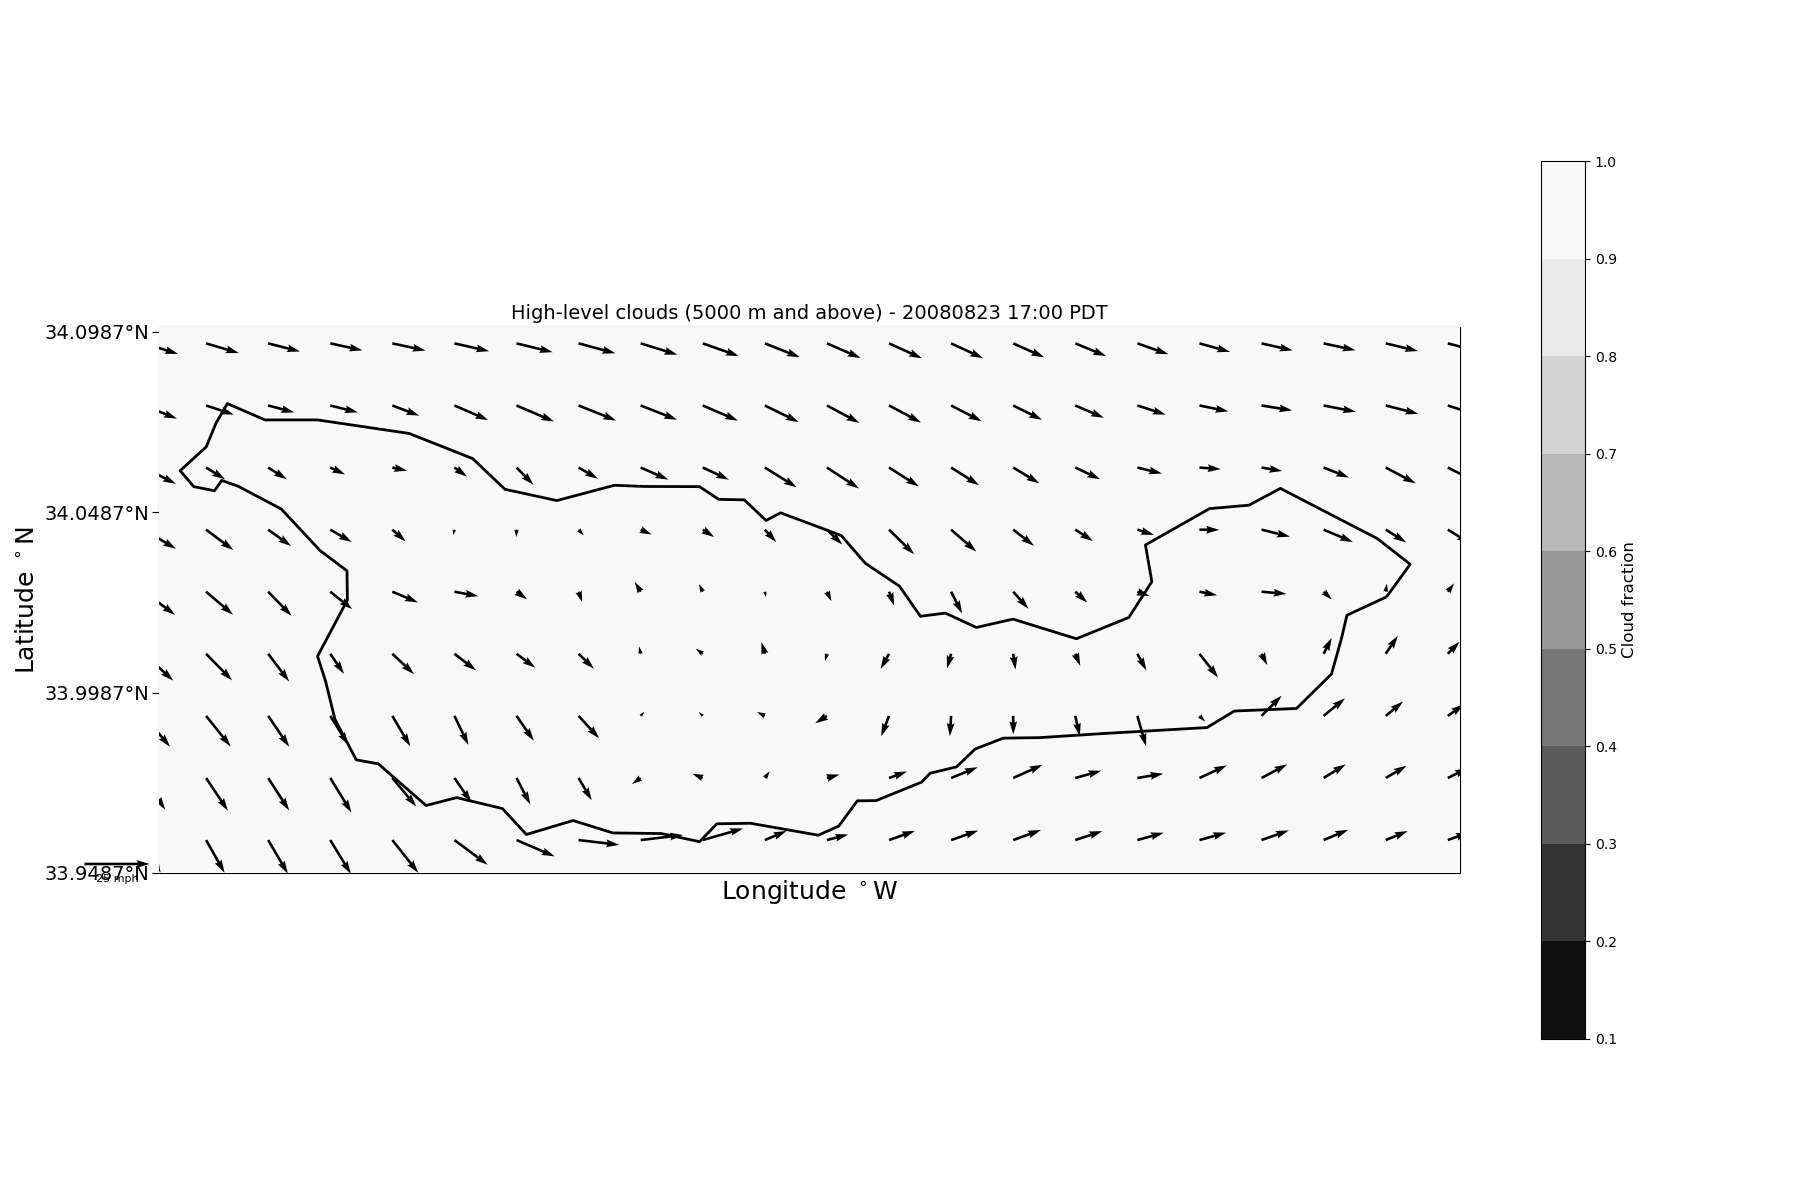 High-level clouds (5000 m and above) - 20080823 17:00 PDT
34.0987°N
34.0487°N
33.9987°N
33.9487°N
Latitude °N
25 mph
Longitude °W
1.0
0.9
0.8
0.7
0.6
0.5
0.4
0.3
0.2
0.1
Cloud fraction